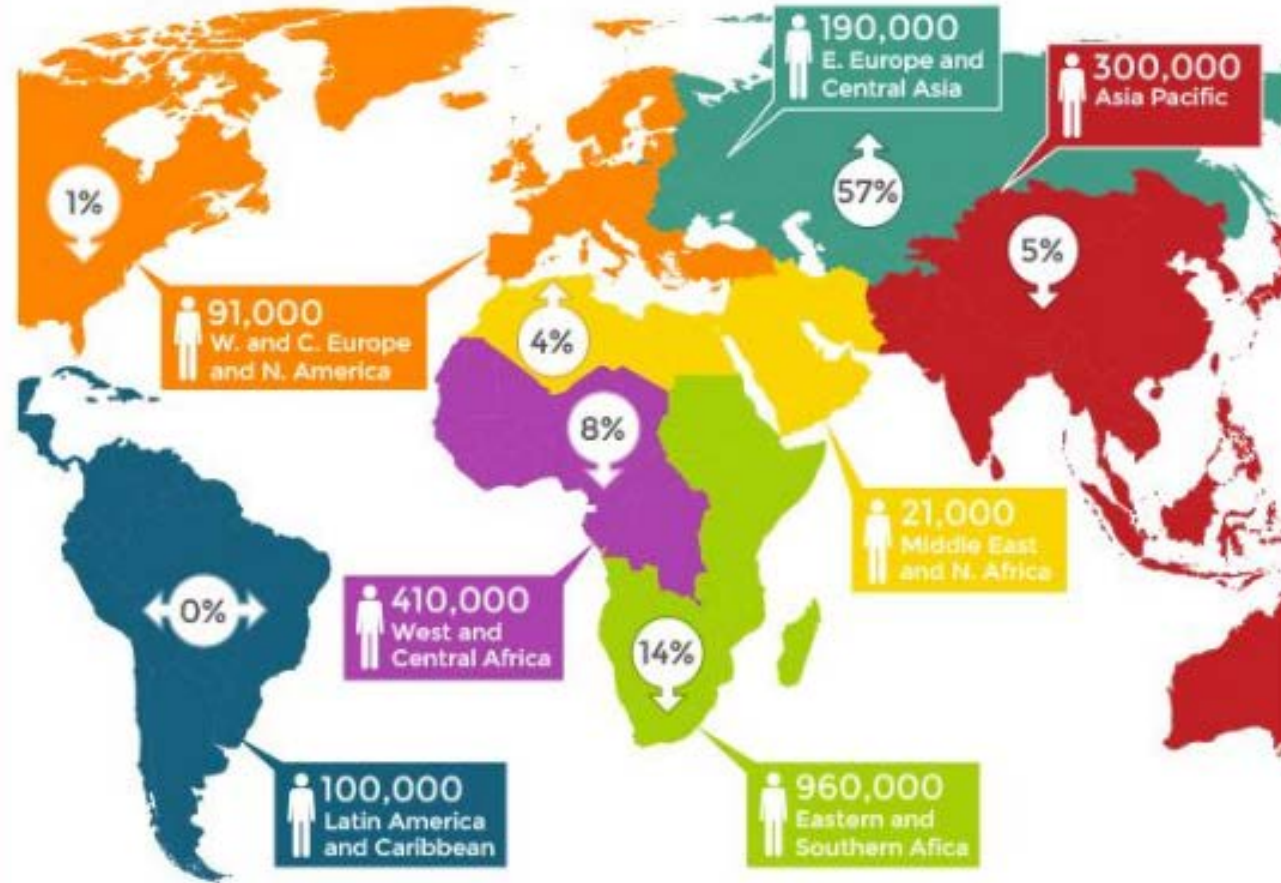 190,000
E. Europe and
Central Asia
300,000
Asia Pacific
1%
57%
5%
91,000
W. and C. Europe
and N. America
4%
8%
21,000
Middle East
and N. Africa
0%
410,000
West and
Central Africa
14%
100,000
Latin America
and Caribbean
960,000
Eastern and
Southern Afica